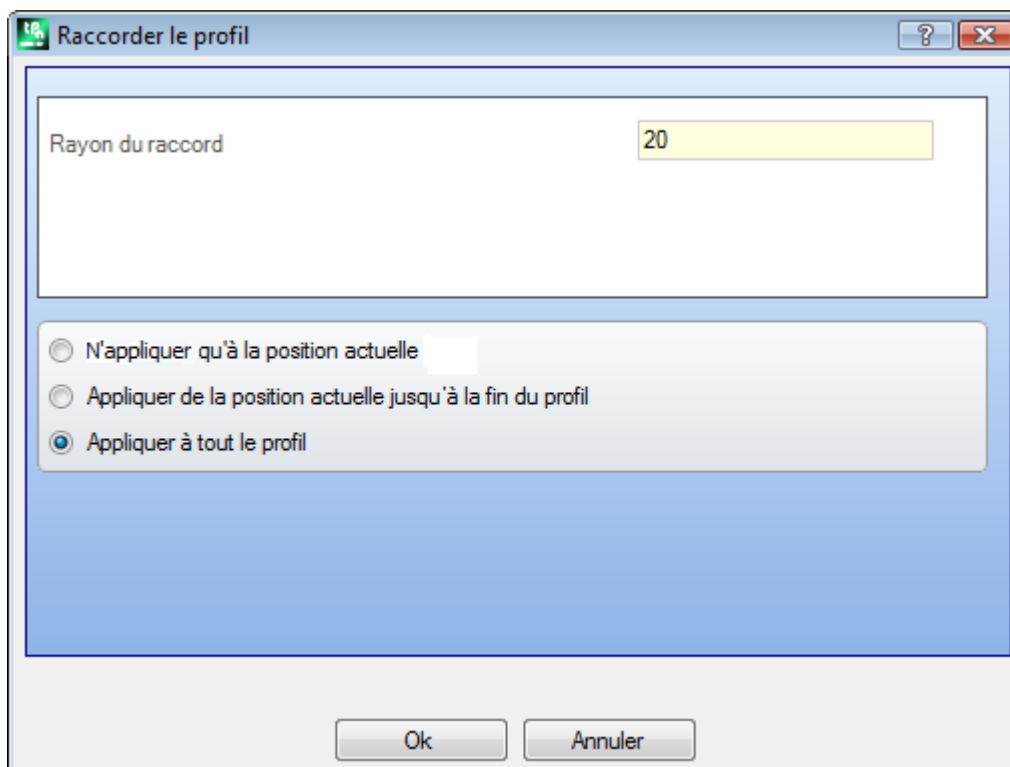 Raccorder le profil
Rayon du raccord
20
N'appliquer qu'à la position actuelle
Appliquer de la position actuelle jusqu'à la fin du profil
Appliquer à tout le profil
Ok
Annuler